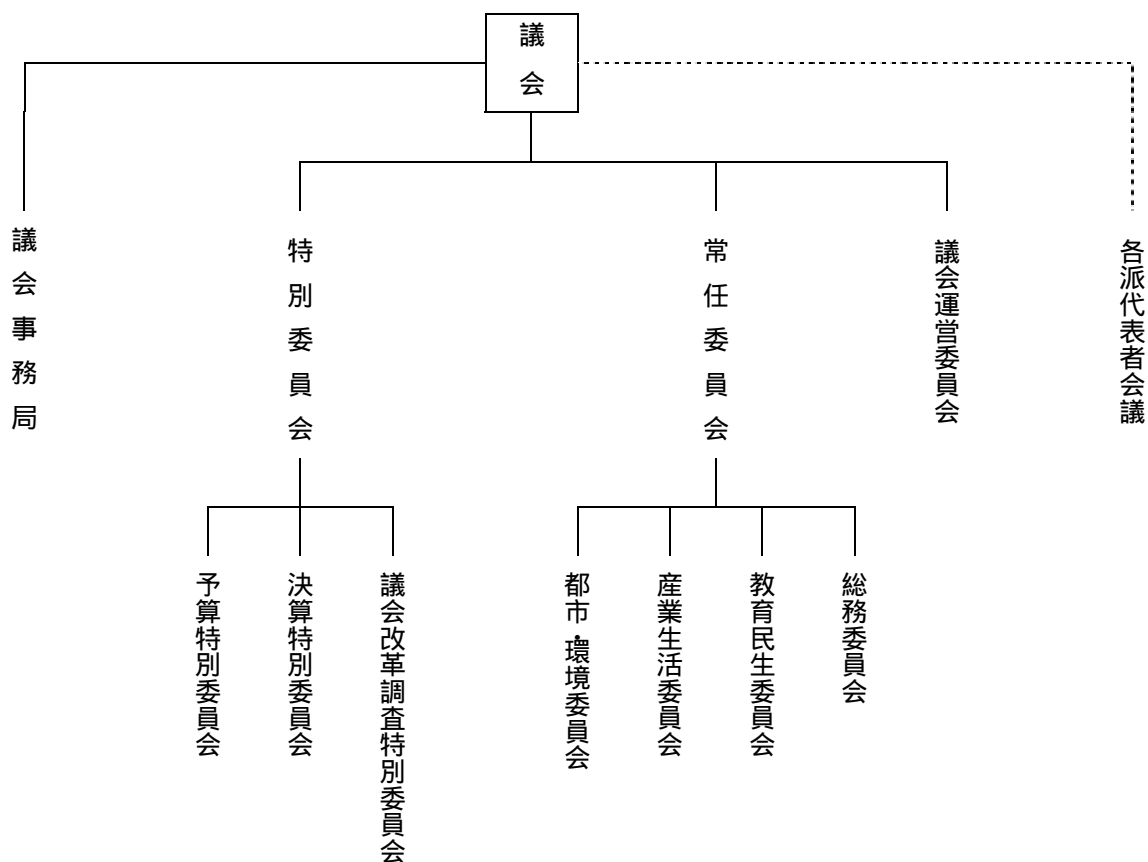 議会
各派代表者会議
議会運営委員会
常任委員会
特別委員会
議会事務局
総務委員会
教育民生委員会
産業生活委員会
都市・環境委員会
議会改革調査特別委員会
決算特別委員会
予算特別委員会